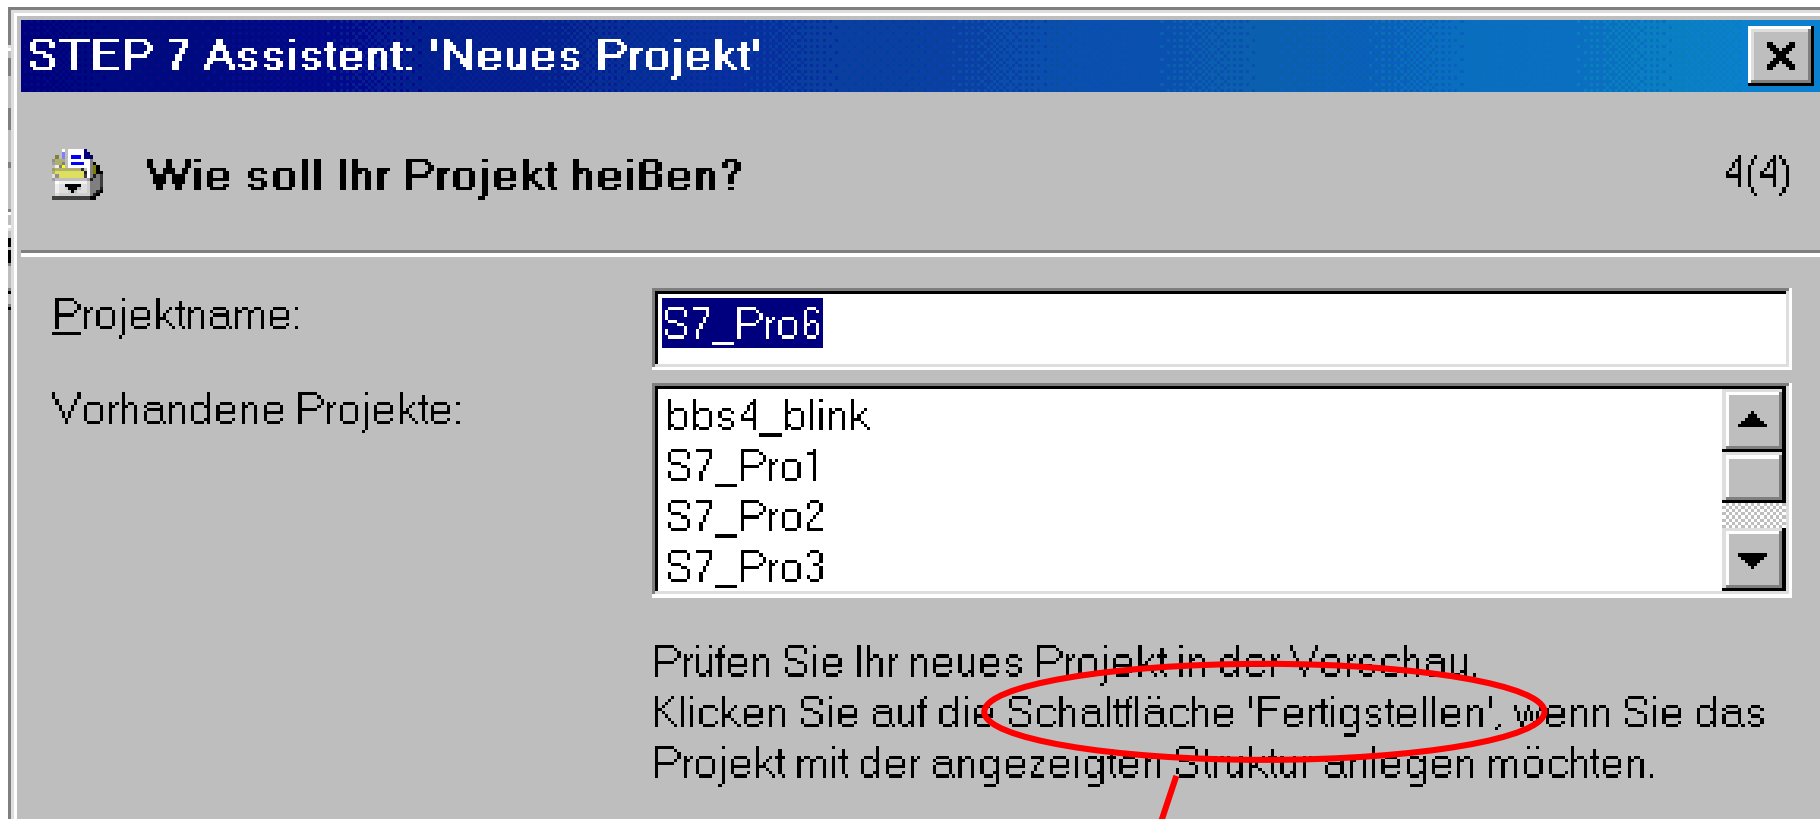 STEP 7 Assistent: 'Neues Projekt'
Wie soll Ihr Projekt heißen?
4(4)
Projektname:
S7_Pro6
Vorhandene Projekte:
bbs4_blink
S7_Pro1
S7_Pro2
S7_Pro3
Prüfen Sie Ihr neues Projekt in der Vorschau.
Klicken Sie auf die Schaltfläche 'Fertigstellen', wenn Sie das
Projekt mit der angezeigten Struktur anlegen möchten.